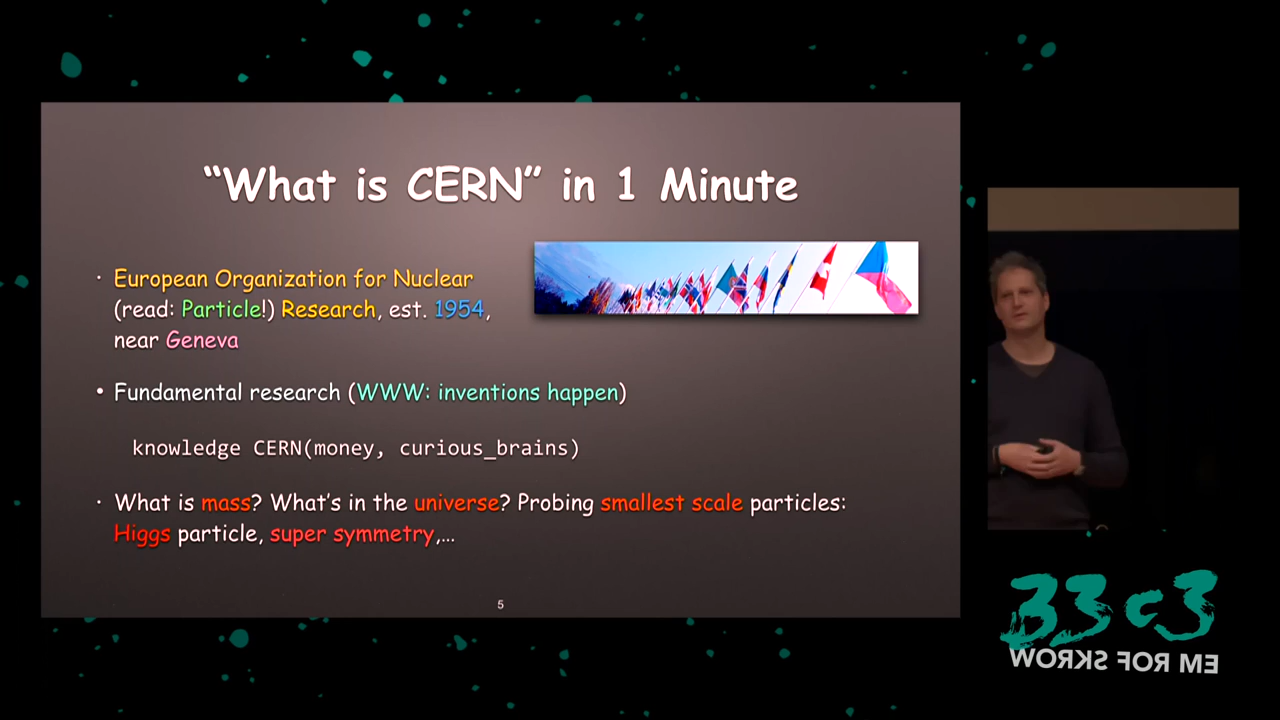 “What is CERN” in 1 Minute
• European Organization for Nuclear
(read: Particle!) Research, est. 1954,
near Geneva
• Fundamental research (WWW: inventions happen)
knowledge CERN(money, curious_brains)
• What is mass? What’s in the universe? Probing smallest scale particles:
Higgs particle, super symmetry,…
5
33c3
WORKS FOR ME